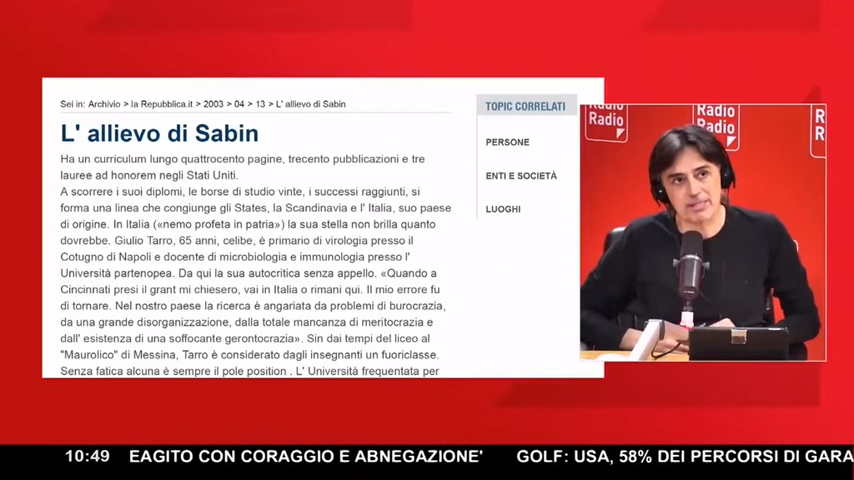 Sei in: Archivio > la Repubblica.it > 2003 > 04 > 13 > L' allievo di Sabin
L' allievo di Sabin
Ha un curriculum lungo quattrocento pagine, trecento pubblicazioni e tre
lauree ad honorem negli Stati Uniti.
A scorrere i suoi diplomi, le borse di studio vinte, i successi raggiunti, si
forma una linea che congiunge gli States, la Scandinavia e l' Italia, suo paese
di origine. In Italia («nemo profeta in patria») la sua stella non brilla quanto
dovrebbe. Giulio Tarro, 65 anni, celibe, è primario di virologia presso il
Cotugno di Napoli e docente di microbiologia e immunologia presso l'
Università partenopea. Da qui la sua autocritica senza appello. «Quando a
Cincinnati presi il grant mi chiesero, vai in Italia o rimani qui. Il mio errore fu
di tornare. Nel nostro paese la ricerca è angariata da problemi di burocrazia,
da una grande disorganizzazione, dalla totale mancanza di meritocrazia e
dall' esistenza di una soffocante gerontocrazia». Sin dai tempi del liceo al
"Maurolico" di Messina, Tarro è considerato dagli insegnanti un fuoriclasse.
Senza fatica alcuna è sempre il pole position . L' Università frequentata per
TOPIC CORRELATI
PERSONE
ENTI E SOCIETÀ
LUOGHI
Radio
Radio
Radio
Radio
R
R
10:49 EAGITO CON CORAGGIO E ABNEGAZIONE' GOLF: USA, 58% DEI PERCORSI DI GARA